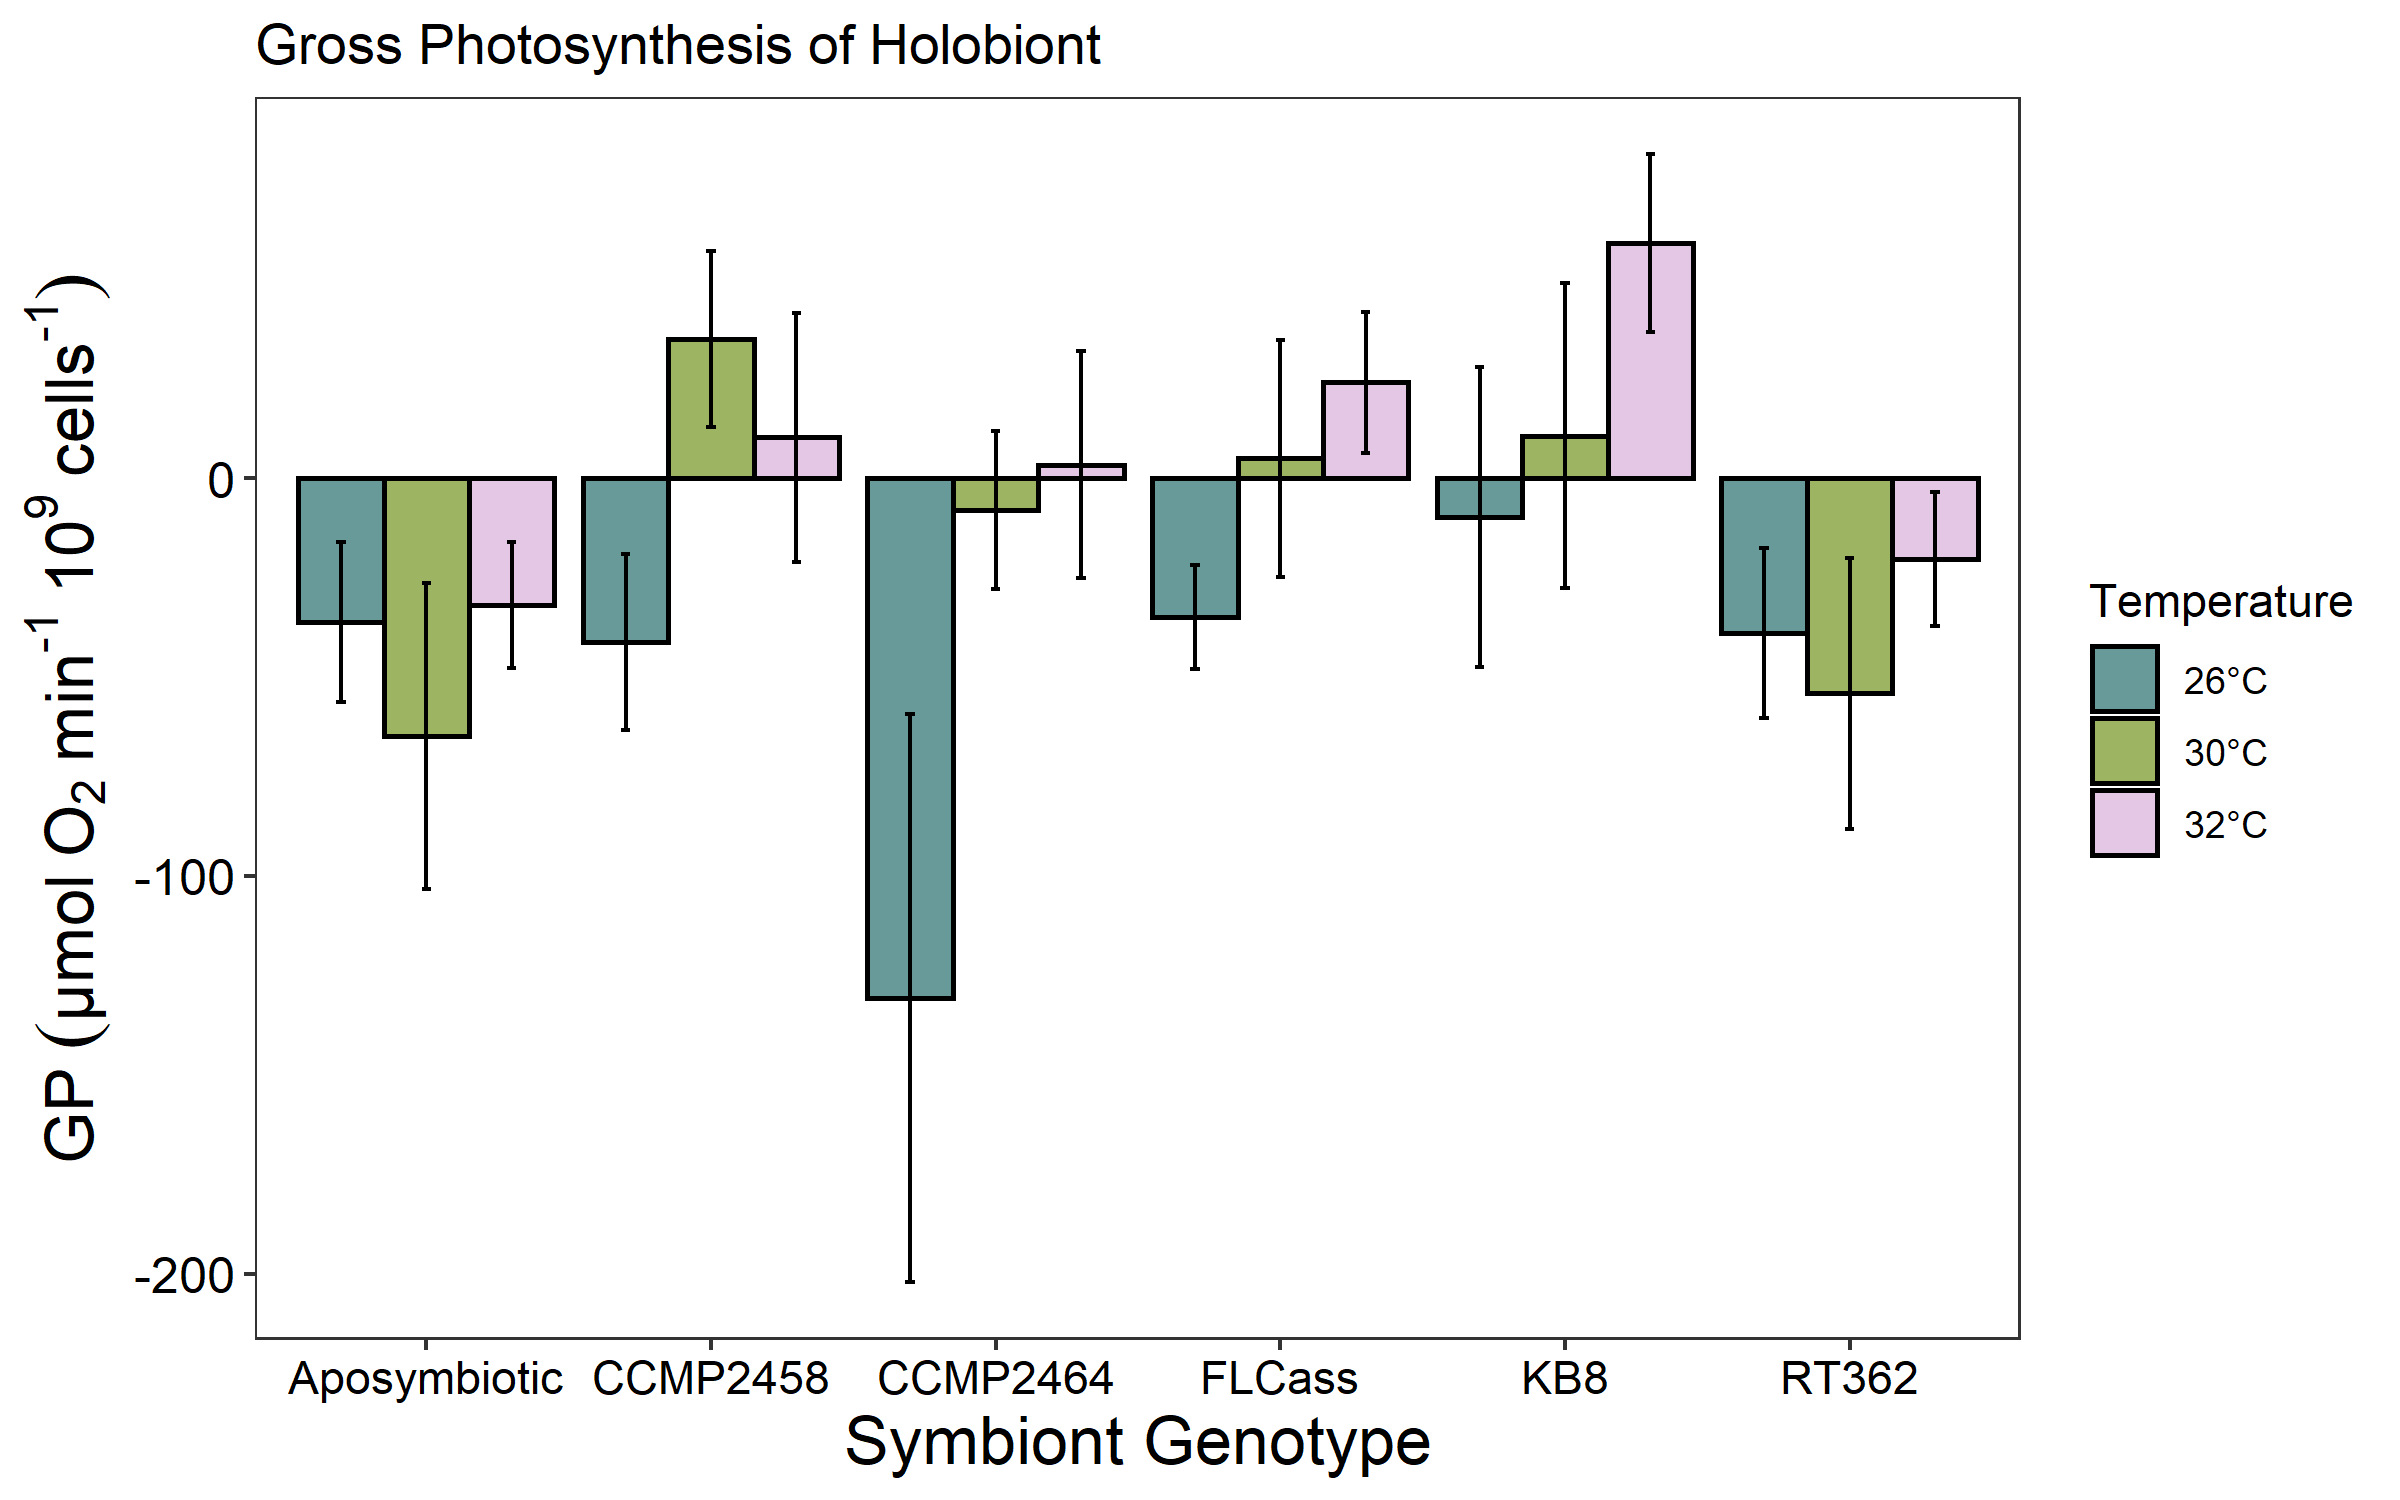 Gross Photosynthesis of Holobiont
GP (µmol O₂ min⁻¹ 10⁹ cells⁻¹)
0
-100
-200
Aposymbiotic CCMP2458 CCMP2464 FLCass KB8 RT362
Symbiont Genotype
Temperature
26°C
30°C
32°C